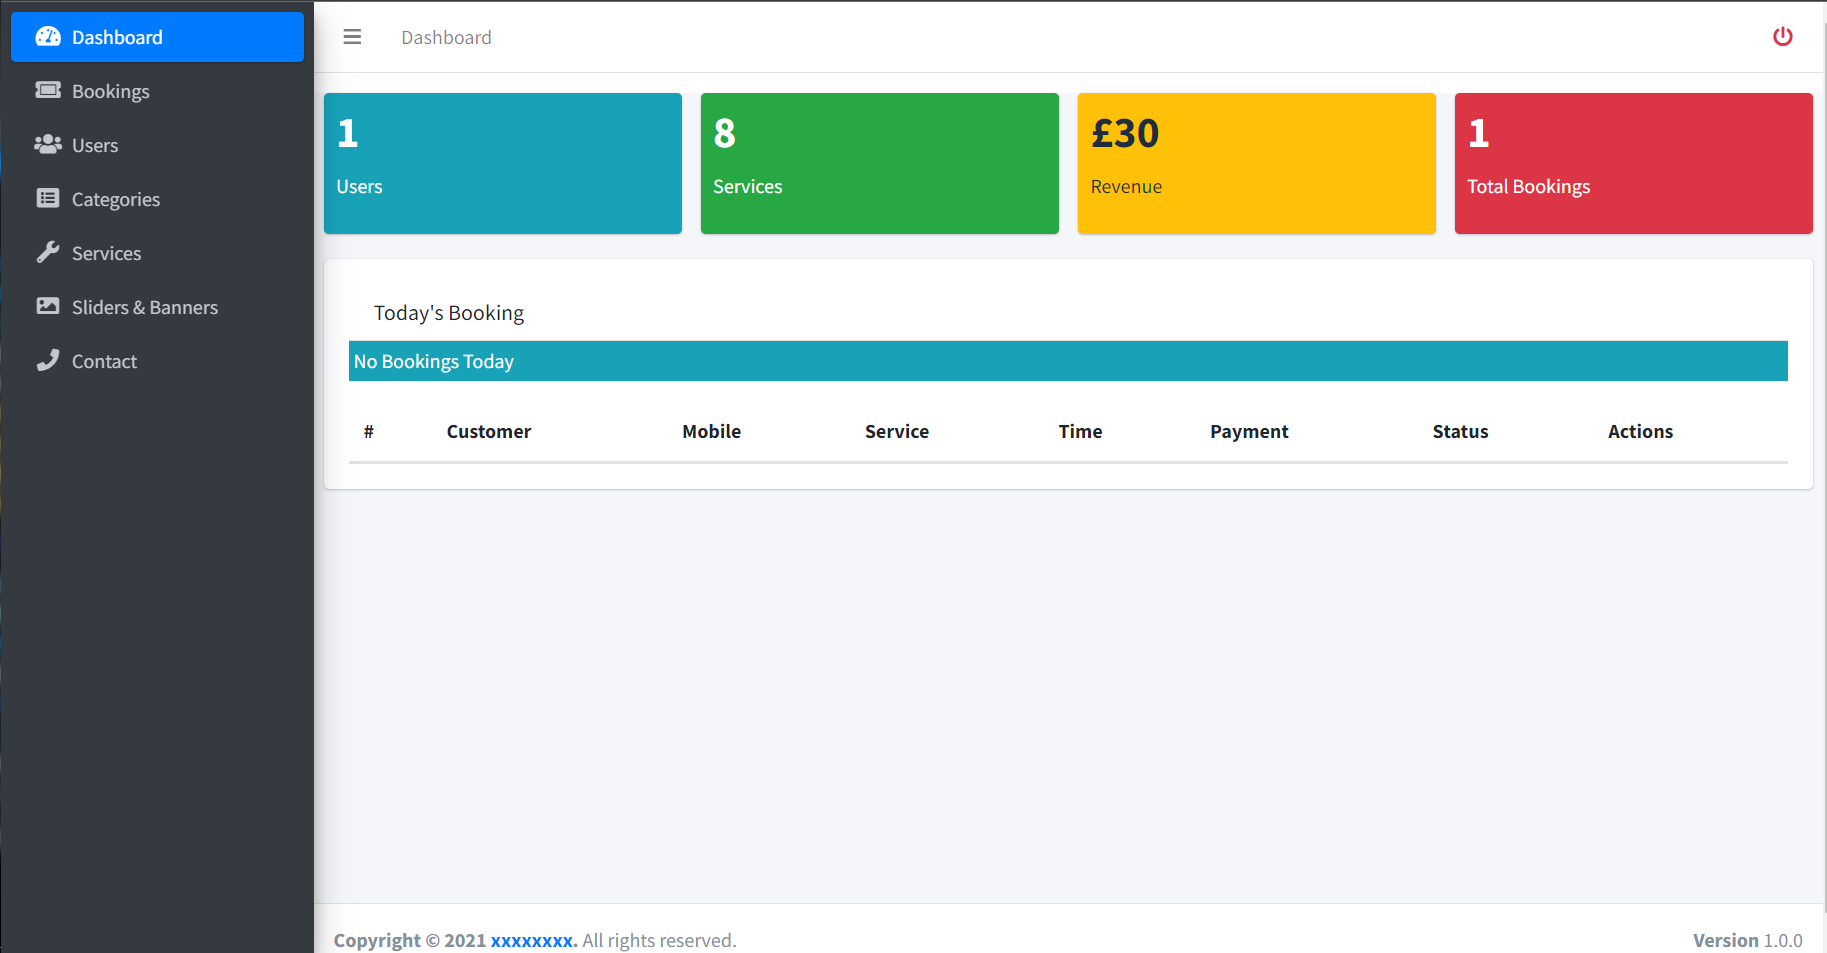 Dashboard
Bookings
Users
Categories
Services
Sliders & Banners
Contact
Dashboard
1
Users
8
Services
£30
Revenue
1
Total Bookings
Today's Booking
No Bookings Today
# Customer Mobile Service Time Payment Status Actions
Copyright © 2021 xxxxxxxx. All rights reserved.
Version 1.0.0